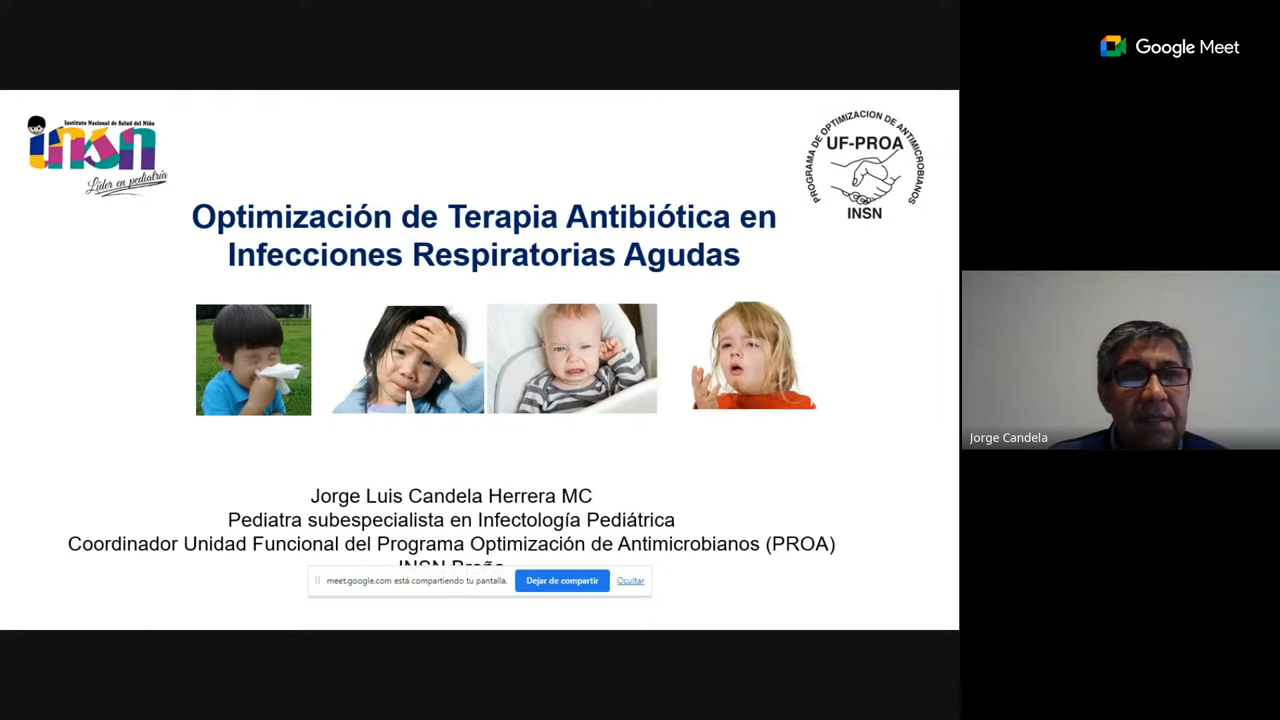 Google Meet
Instituto Nacional de Salud del Niño
insn
Líder en pediatría
PROGRAMA DE OPTIMIZACION DE ANTIMICROBIANOS
UF-PROA
INSN
Optimización de Terapia Antibiótica en
Infecciones Respiratorias Agudas
Jorge Candela
Jorge Luis Candela Herrera MC
Pediatra subespecialista en Infectología Pediátrica
Coordinador Unidad Funcional del Programa Optimización de Antimicrobianos (PROA)
INSN Breña
meet.google.com está compartiendo tu pantalla.
Dejar de compartir
Ocultar